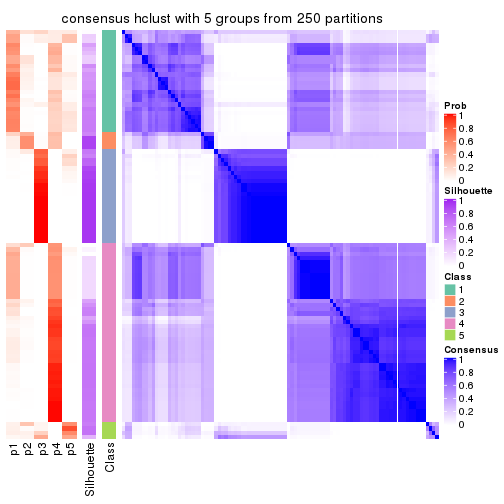 consensus hclust with 5 groups from 250 partitions
Prob
1
0.8
0.6
0.4
0.2
0
Silhouette
1
0.8
0.6
0.4
0.2
0
Class
1
2
3
4
5
Consensus
1
0.8
0.6
0.4
0.2
0
p1
p2
p3
p4
p5
Silhouette
Class